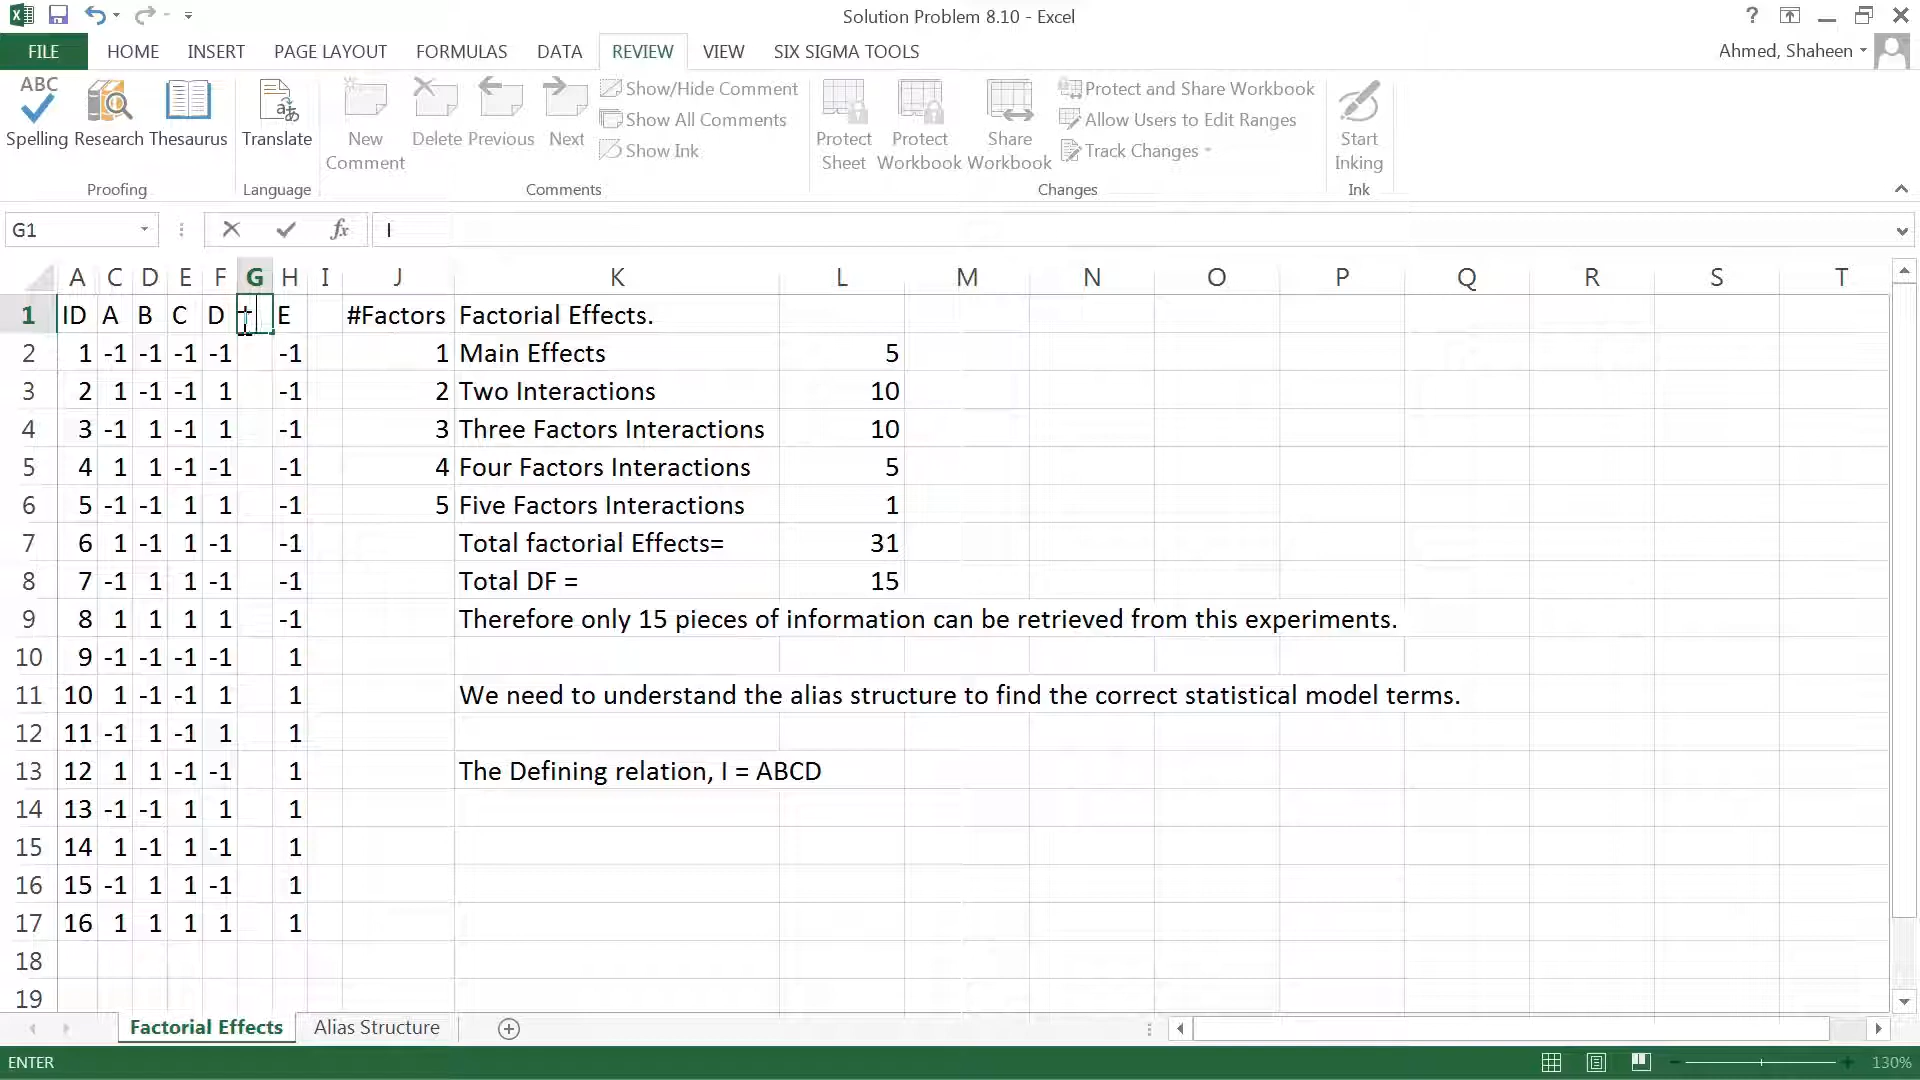 Solution Problem 8.10 - Excel
?
FILE HOME INSERT PAGE LAYOUT FORMULAS DATA REVIEW VIEW SIX SIGMA TOOLS Ahmed, Shaheen
ABC
Spelling Research Thesaurus
Proofing
Translate
Language
New Comment
Delete Previous Next
Show/Hide Comment
Show All Comments
Show Ink
Comments
Protect Sheet
Protect Workbook
Share Workbook
Protect and Share Workbook
Allow Users to Edit Ranges
Track Changes
Changes
Start Inking
Ink
G1 fx I
A C D E F G H I J K L M N O P Q R S T
1 ID A B C D E #Factors Factorial Effects.
2 1 -1 -1 -1 -1 -1 1 Main Effects 5
3 2 1 -1 -1 1 -1 2 Two Interactions 10
4 3 -1 1 -1 1 -1 3 Three Factors Interactions 10
5 4 1 1 -1 -1 -1 4 Four Factors Interactions 5
6 5 -1 -1 1 1 -1 5 Five Factors Interactions 1
7 6 1 -1 1 -1 -1 Total factorial Effects= 31
8 7 -1 1 1 -1 -1 Total DF = 15
9 8 1 1 1 1 -1 Therefore only 15 pieces of information can be retrieved from this experiments.
10 9 -1 -1 -1 -1 1
11 10 1 -1 -1 1 1 We need to understand the alias structure to find the correct statistical model terms.
12 11 -1 1 -1 1 1
13 12 1 1 -1 -1 1 The Defining relation, I = ABCD
14 13 -1 -1 1 1 1
15 14 1 -1 1 -1 1
16 15 -1 1 1 -1 1
17 16 1 1 1 1 1
18
19
Factorial Effects Alias Structure
ENTER 130%